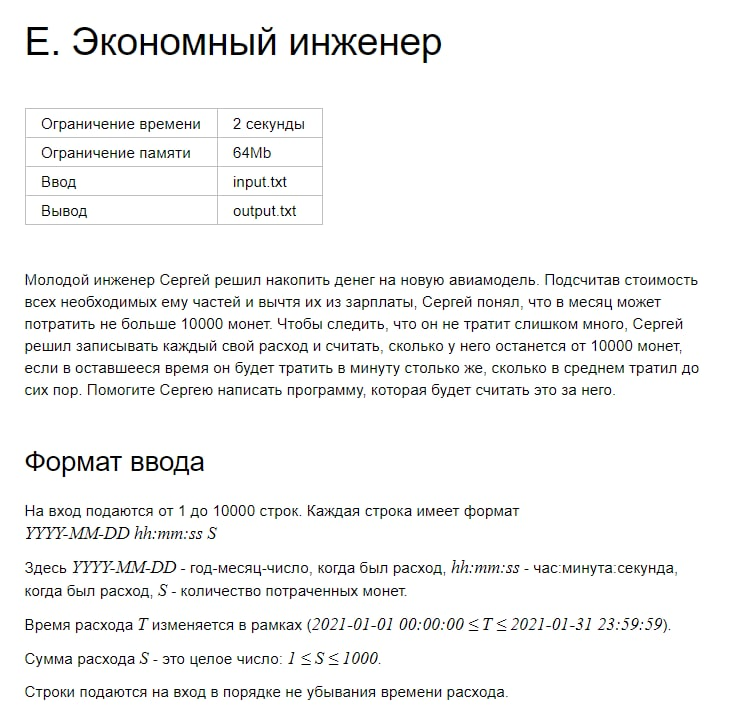 Е. Экономный инженер
Ограничение времени 2 секунды
Ограничение памяти 64Mb
Ввод input.txt
Вывод output.txt
Молодой инженер Сергей решил накопить денег на новую авиамодель. Подсчитав стоимость
всех необходимых ему частей и вычтя их из зарплаты, Сергей понял, что в месяц может
потратить не больше 10000 монет. Чтобы следить, что он не тратит слишком много, Сергей
решил записывать каждый свой расход и считать, сколько у него останется от 10000 монет,
если в оставшееся время он будет тратить в минуту столько же, сколько в среднем тратил до
сих пор. Помогите Сергею написать программу, которая будет считать это за него.
Формат ввода
На вход подаются от 1 до 10000 строк. Каждая строка имеет формат
YYYY-MM-DD hh:mm:ss S
Здесь YYYY-MM-DD - год-месяц-число, когда был расход, hh:mm:ss - час:минута:секунда,
когда был расход, S - количество потраченных монет.
Время расхода T изменяется в рамках (2021-01-01 00:00:00 ≤ T ≤ 2021-01-31 23:59:59).
Сумма расхода S - это целое число: 1 ≤ S ≤ 1000.
Строки подаются на вход в порядке не убывания времени расхода.